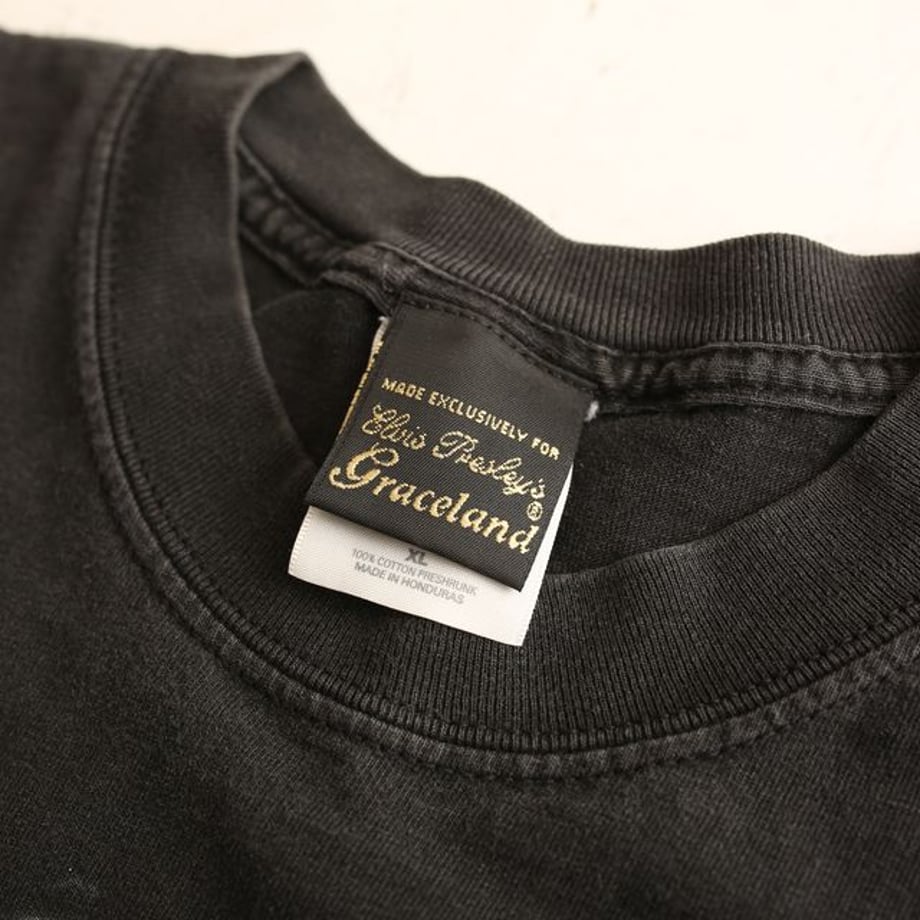 MADE EXCLUSIVELY FOR
Elvis Presley's
Graceland®
XL
100% COTTON PRESHRUNK
MADE IN HONDURAS